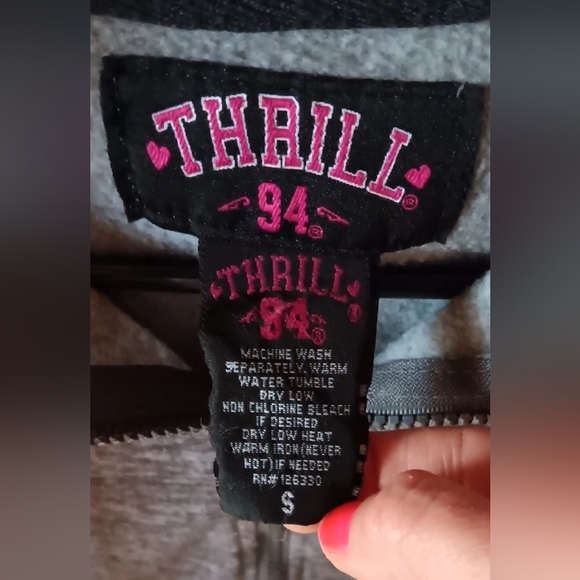 THRILL®
94®
THRILL®
94®
MACHINE WASH
SEPARATELY, WARM
WATER TUMBLE
DRY LOW
NON CHLORINE BLEACH
IF DESIRED
DRY LOW HEAT
WARM IRON(NEVER
HOT)IF NEEDED
RN# 126330
S